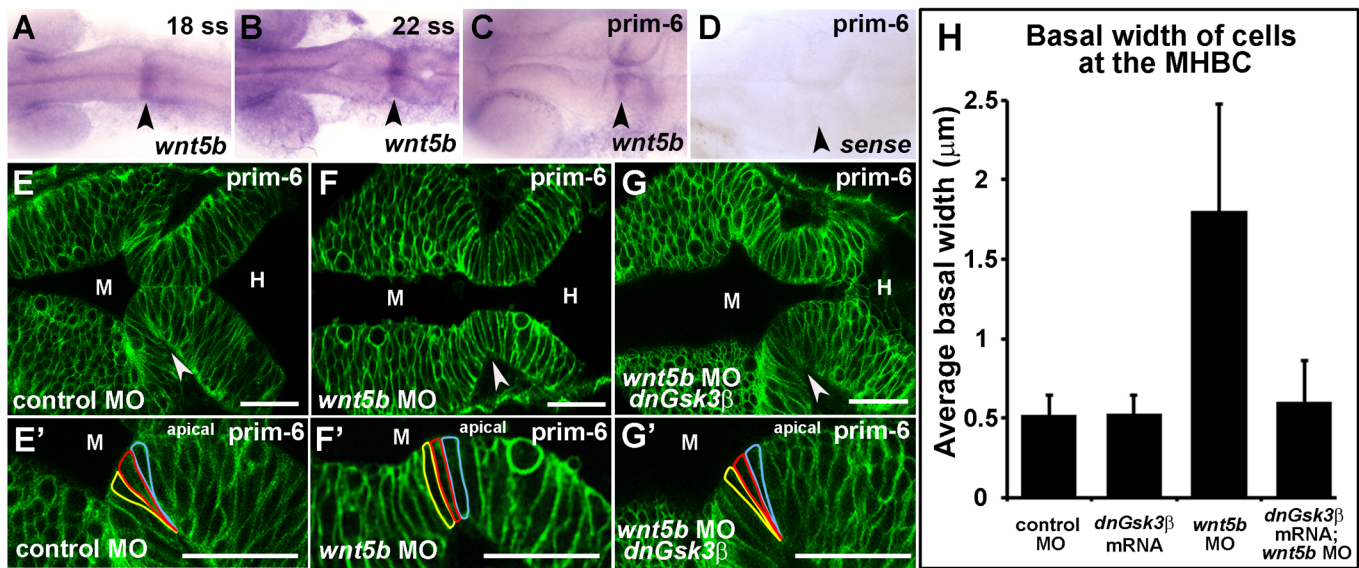 A 18 ss
wnt5b
B 22 ss
wnt5b
C prim-6
wnt5b
D prim-6
sense
E prim-6
M H
control MO
F prim-6
M H
wnt5b MO
G prim-6
M H
wnt5b MO
dnGsk3β
E' apical prim-6
M
control MO
F' apical prim-6
M
wnt5b MO
G' apical prim-6
M
wnt5b MO
dnGsk3β
H Basal width of cells
at the MHBC
Average basal width (μm)
2.5
2
1.5
1
0.5
0
control
MO
dnGsk3β
mRNA
wnt5b
MO
dnGsk3β
mRNA;
wnt5b MO